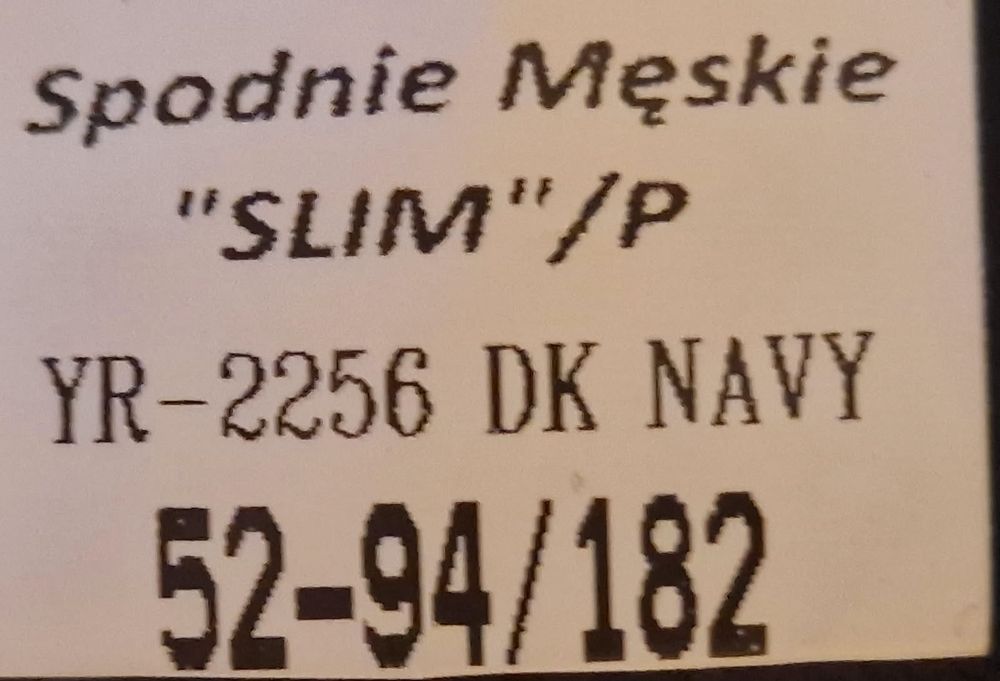 Spodnie Męskie
"SLIM"/P
YR-2256 DK NAVY
52-94/182